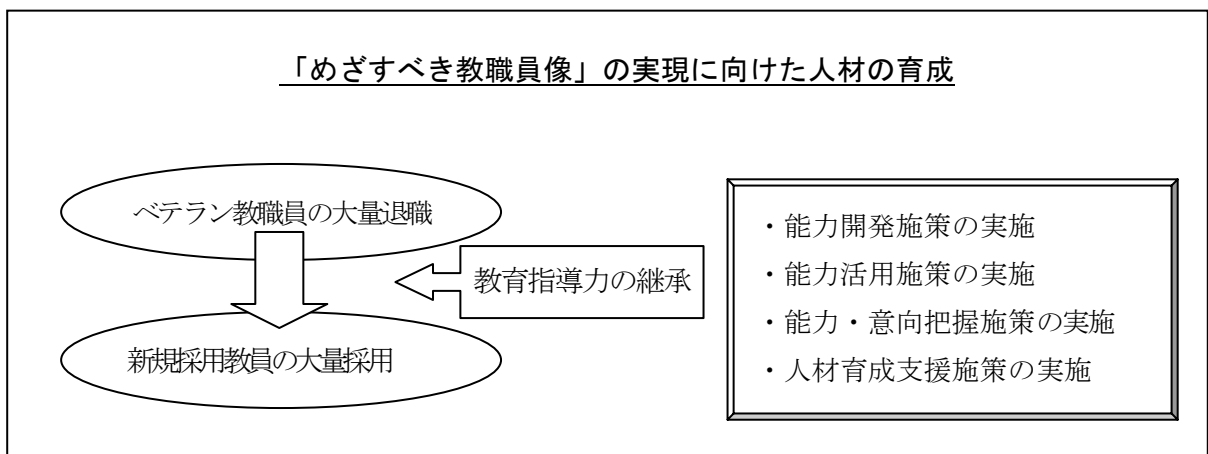 「めざすべき教職員像」の実現に向けた人材の育成
ベテラン教職員の大量退職
教育指導力の継承
新規採用教員の大量採用
・能力開発施策の実施
・能力活用施策の実施
・能力・意向把握施策の実施
・人材育成支援施策の実施